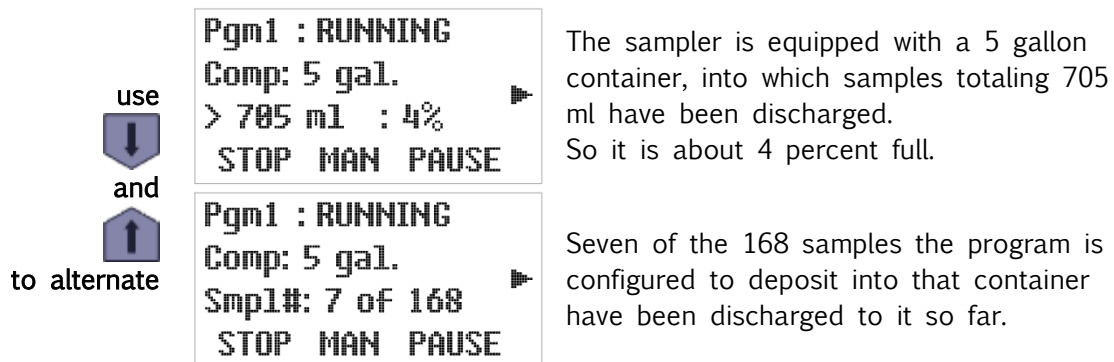 use
and
to alternate
Pgm1 : RUNNING
Comp: 5 gal.
> 705 ml : 4%
STOP MAN PAUSE
The sampler is equipped with a 5 gallon
container, into which samples totaling 705
ml have been discharged.
So it is about 4 percent full.
Pgm1 : RUNNING
Comp: 5 gal.
Smpl#: 7 of 168
STOP MAN PAUSE
Seven of the 168 samples the program is
configured to deposit into that container
have been discharged to it so far.